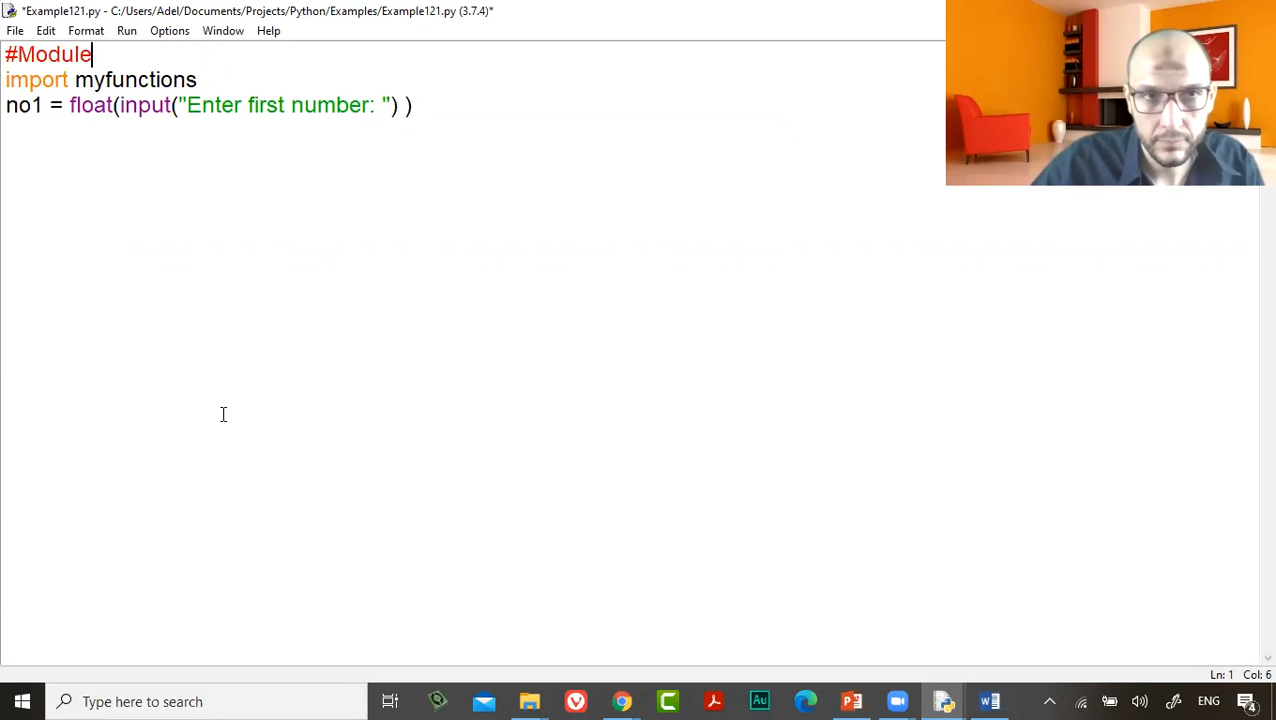 *Example121.py - C:/Users/Adel/Documents/Projects/Python/Examples/Example121.py (3.7.4)*
File Edit Format Run Options Window Help
#Module
import myfunctions
no1 = float(input("Enter first number: ") )
Ln: 1 Col: 6
Type here to search
Au
ENG
4